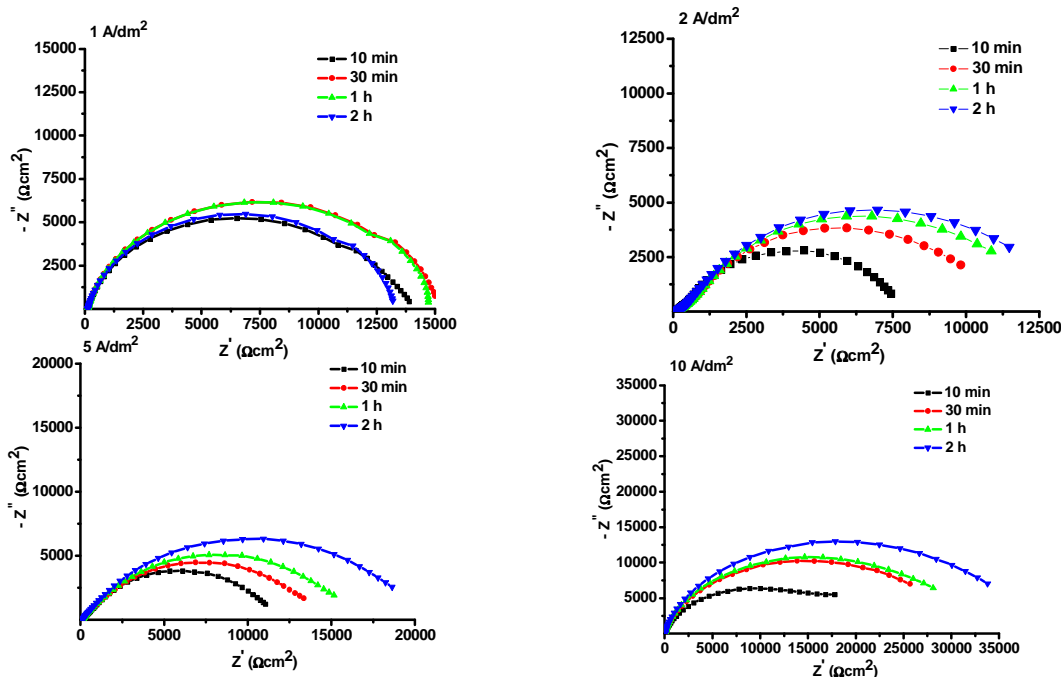 1 A/dm²
15000
12500
10000
7500
5000
2500
0 2500 5000 7500 10000 12500 15000
- Z'' (Ωcm²)
Z' (Ωcm²)
10 min
30 min
1 h
2 h
2 A/dm²
12500
10000
7500
5000
2500
0
0 2500 5000 7500 10000 12500
- Z'' (Ωcm²)
Z' (Ωcm²)
10 min
30 min
1 h
2 h
5 A/dm²
20000
15000
10000
5000
0
0 5000 10000 15000 20000
- Z'' (Ωcm²)
Z' (Ωcm²)
10 min
30 min
1 h
2 h
10 A/dm²
35000
30000
25000
20000
15000
10000
5000
0
0 5000 10000 15000 20000 25000 30000 35000
- Z'' (Ωcm²)
Z' (Ωcm²)
10 min
30 min
1 h
2 h